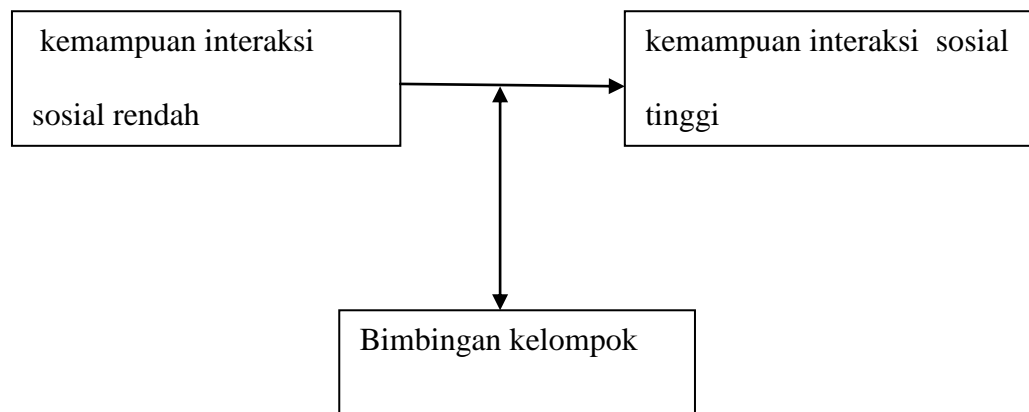 kemampuan interaksi
sosial rendah
kemampuan interaksi sosial
tinggi
Bimbingan kelompok